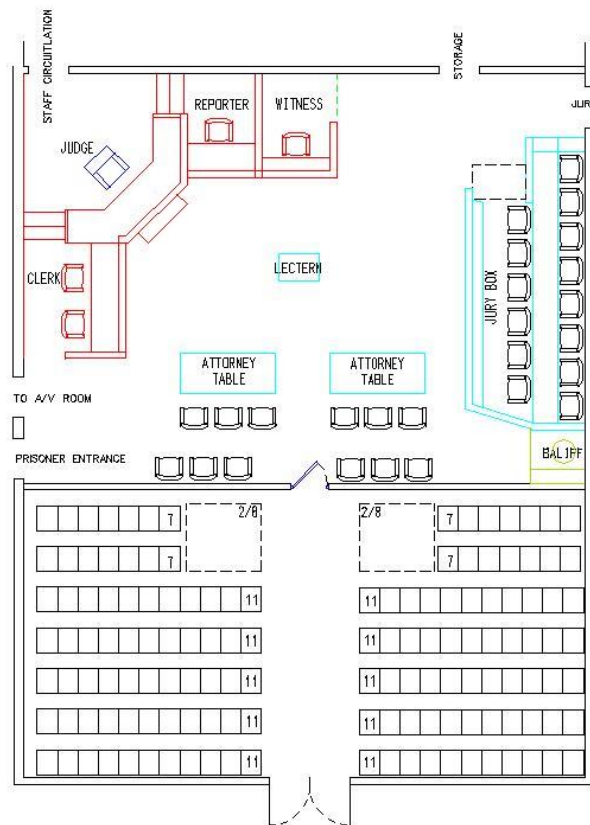 STAFF CIRCUITLATION
STORAGE
REPORTER
WITNESS
JUR
JUDGE
CLERK
LECTERN
JURY BOX
ATTORNEY
TABLE
ATTORNEY
TABLE
TO A/V ROOM
PRISONER ENTRANCE
BALIFF
7
2/8
2/8
7
7
7
11
11
11
11
11
11
11
11
11
11